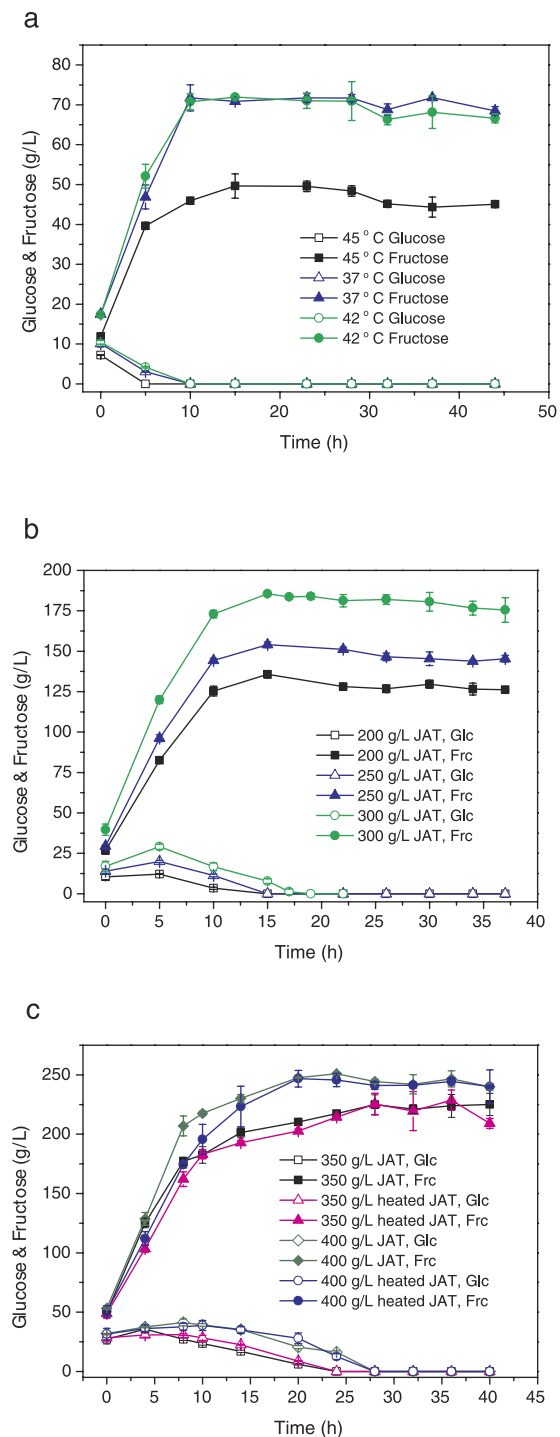 a
Glucose & Fructose (g/L)
80
70
60
50
40
30
20
10
0
45 ° C Glucose
45 ° C Fructose
37 ° C Glucose
37 ° C Fructose
42 ° C Glucose
42 ° C Fructose
0 10 20 30 40 50
Time (h)
b
Glucose & Fructose (g/L)
200
175
150
125
100
75
50
25
0
200 g/L JAT, Glc
200 g/L JAT, Frc
250 g/L JAT, Glc
250 g/L JAT, Frc
300 g/L JAT, Glc
300 g/L JAT, Frc
0 5 10 15 20 25 30 35 40
Time (h)
c
Glucose & Fructose (g/L)
250
200
150
100
50
0
350 g/L JAT, Glc
350 g/L JAT, Frc
350 g/L heated JAT, Glc
350 g/L heated JAT, Frc
400 g/L JAT, Glc
400 g/L JAT, Frc
400 g/L heated JAT, Glc
400 g/L heated JAT, Frc
0 5 10 15 20 25 30 35 40 45
Time (h)